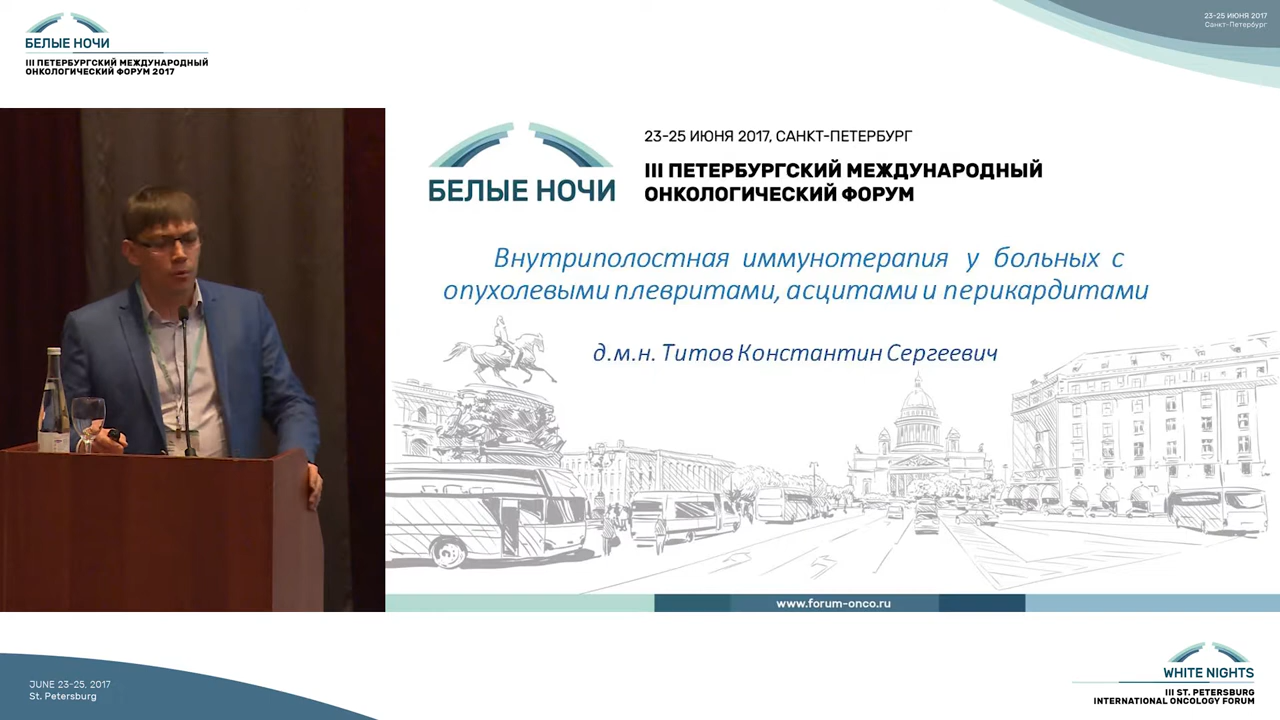 БЕЛЫЕ НОЧИ
III ПЕТЕРБУРГСКИЙ МЕЖДУНАРОДНЫЙ
ОНКОЛОГИЧЕСКИЙ ФОРУМ 2017
23-25 ИЮНЯ 2017
Санкт-Петербург
БЕЛЫЕ НОЧИ
23-25 ИЮНЯ 2017, САНКТ-ПЕТЕРБУРГ
III ПЕТЕРБУРГСКИЙ МЕЖДУНАРОДНЫЙ
ОНКОЛОГИЧЕСКИЙ ФОРУМ
Внутриполостная иммунотерапия у больных с
опухолевыми плевритами, асцитами и перикардитами
д.м.н. Титов Константин Сергеевич
www.forum-onco.ru
JUNE 23-25, 2017
St. Petersburg
WHITE NIGHTS
III ST. PETERSBURG
INTERNATIONAL ONCOLOGY FORUM